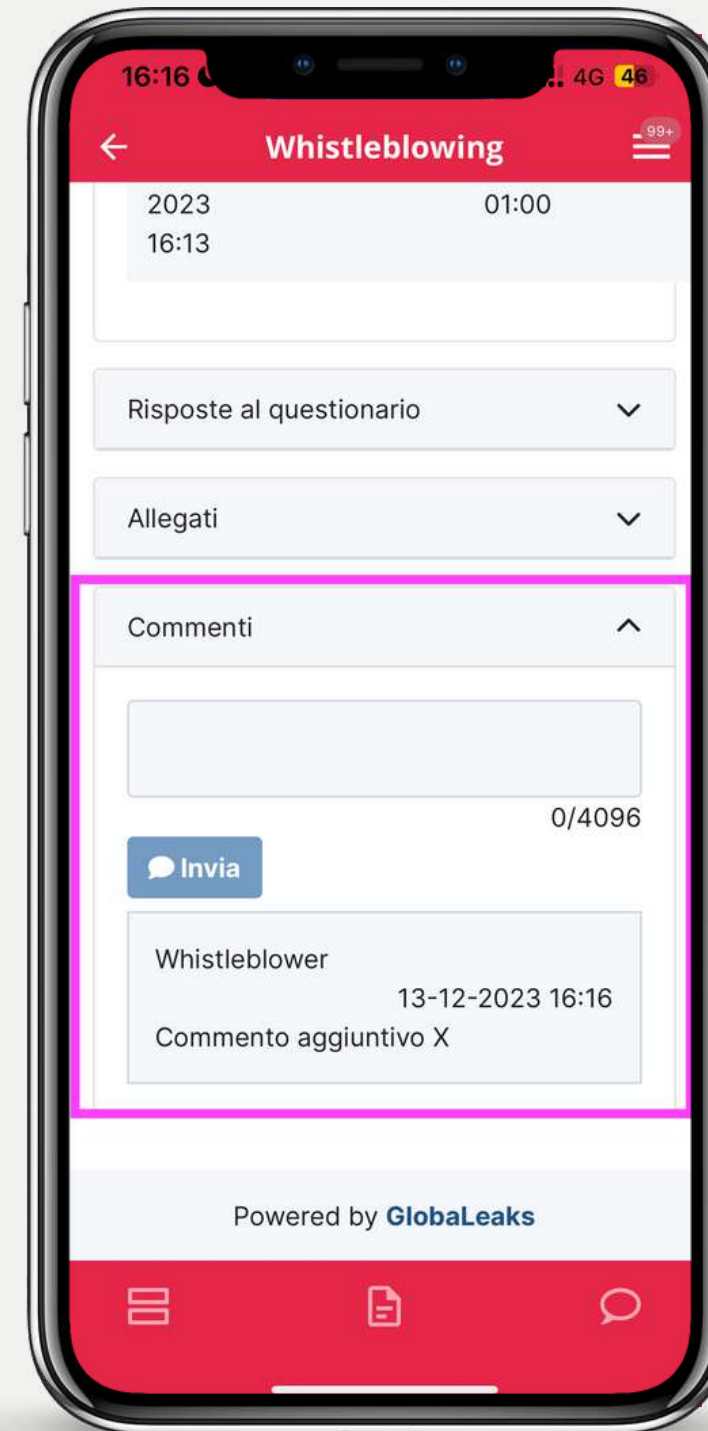 16:16 4G 46
Whistleblowing 99+
2023 01:00
16:13
Risposte al questionario
Allegati
Commenti
0/4096
Invia
Whistleblower
13-12-2023 16:16
Commento aggiuntivo X
Powered by GlobaLeaks